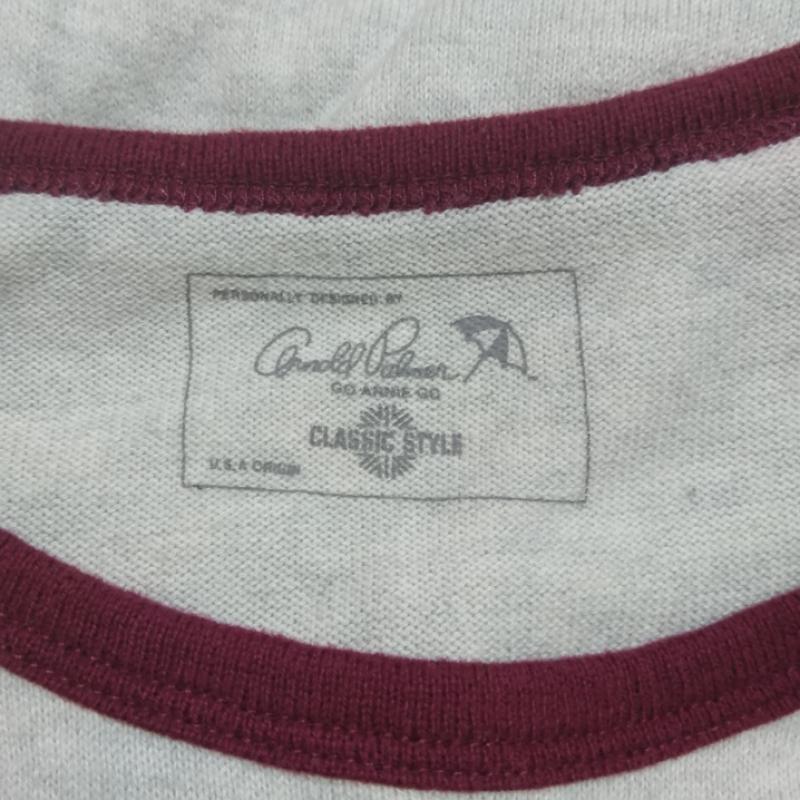 PERSONALLY DESIGNED BY
Arnold Palmer
GO ARNIE GO
CLASSIC STYLE
U.S.A ORIGIN